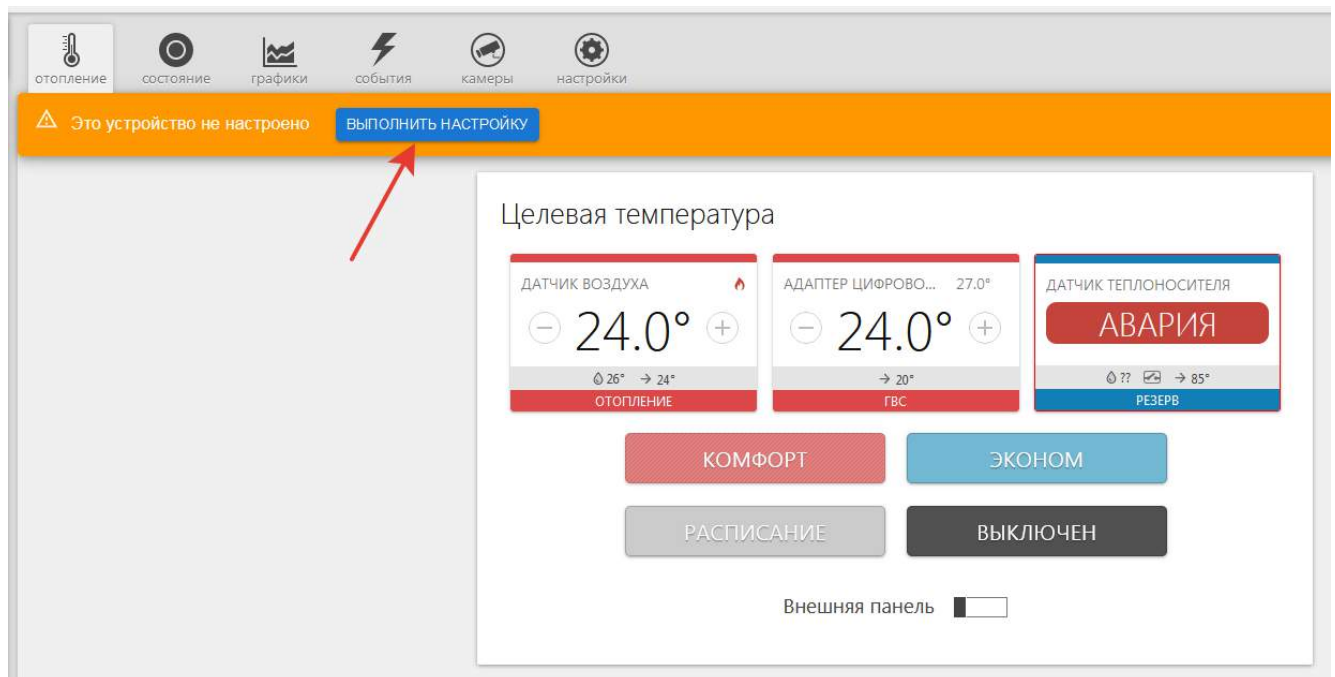 отопление
состояние
графики
события
камеры
настройки
Это устройство не настроено
ВЫПОЛНИТЬ НАСТРОЙКУ
Целевая температура
ДАТЧИК ВОЗДУХА
24.0°
26° → 24°
ОТОПЛЕНИЕ
АДАПТЕР ЦИФРОВО... 27.0°
24.0°
→ 20°
ГВС
ДАТЧИК ТЕПЛОНОСИТЕЛЯ
АВАРИЯ
?? → 85°
РЕЗЕРВ
КОМФОРТ
ЭКОНОМ
РАСПИСАНИЕ
ВЫКЛЮЧЕН
Внешняя панель